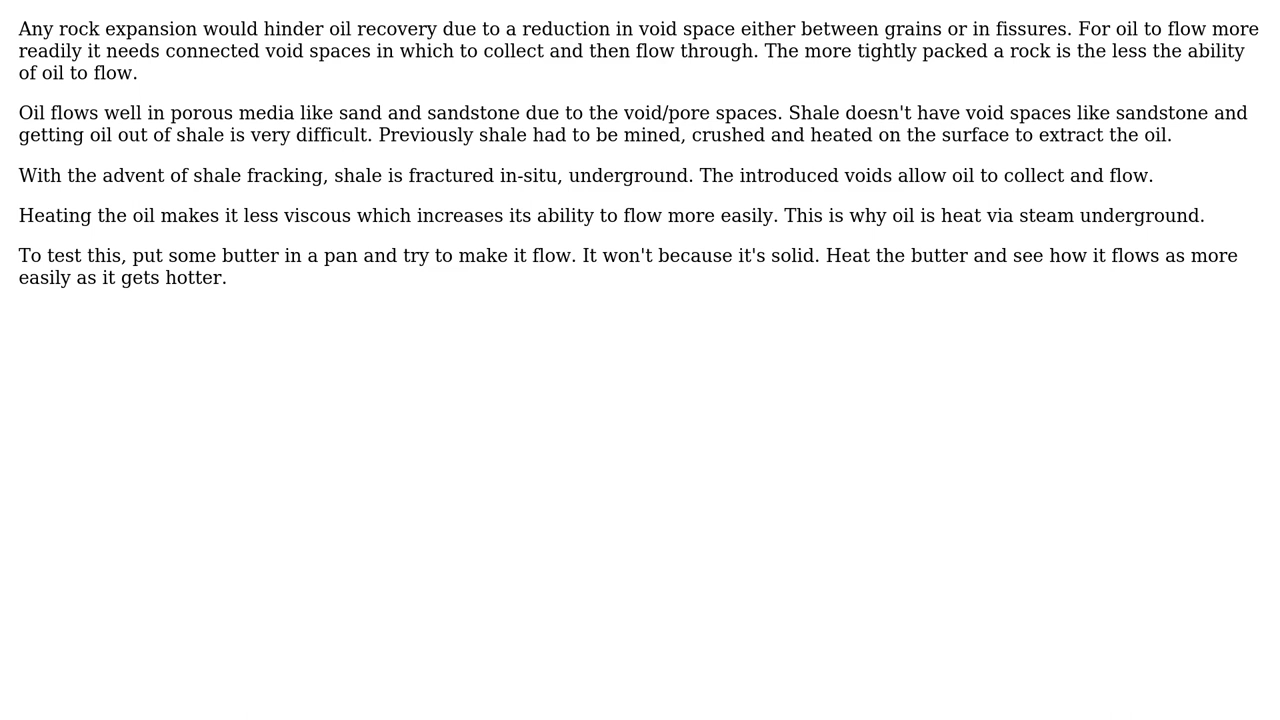 Any rock expansion would hinder oil recovery due to a reduction in void space either between grains or in fissures. For oil to flow more
readily it needs connected void spaces in which to collect and then flow through. The more tightly packed a rock is the less the ability
of oil to flow.
Oil flows well in porous media like sand and sandstone due to the void/pore spaces. Shale doesn't have void spaces like sandstone and
getting oil out of shale is very difficult. Previously shale had to be mined, crushed and heated on the surface to extract the oil.
With the advent of shale fracking, shale is fractured in-situ, underground. The introduced voids allow oil to collect and flow.
Heating the oil makes it less viscous which increases its ability to flow more easily. This is why oil is heat via steam underground.
To test this, put some butter in a pan and try to make it flow. It won't because it's solid. Heat the butter and see how it flows as more
easily as it gets hotter.